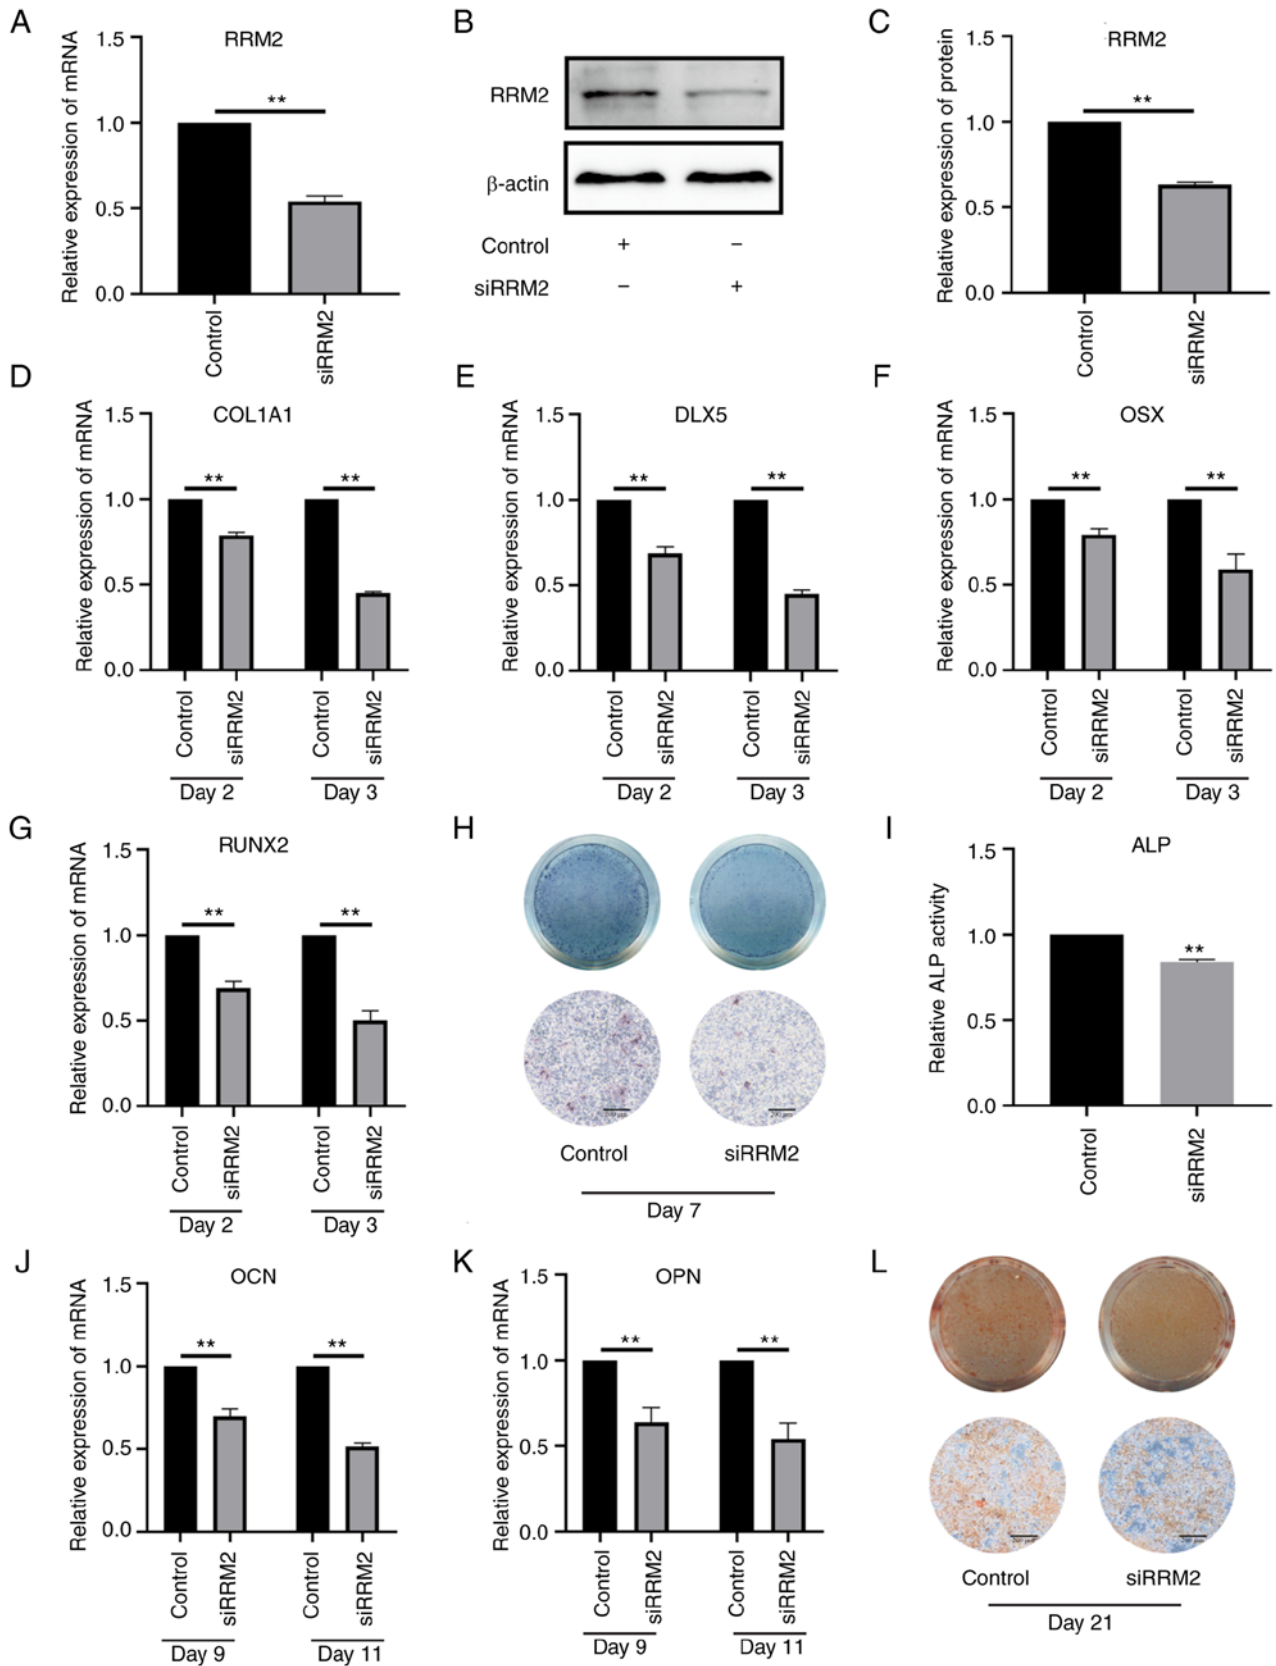 A
RRM2
Relative expression of mRNA
1.5
1.0
0.5
0.0
**
Control
siRRM2
B
RRM2
β-actin
Control + −
siRRM2 − +
C
RRM2
Relative expression of protein
1.5
1.0
0.5
0.0
**
Control
siRRM2
D
COL1A1
Relative expression of mRNA
1.5
1.0
0.5
0.0
** **
Control siRRM2 Control siRRM2
Day 2 Day 3
E
DLX5
Relative expression of mRNA
1.5
1.0
0.5
0.0
** **
Control siRRM2 Control siRRM2
Day 2 Day 3
F
OSX
Relative expression of mRNA
1.5
1.0
0.5
0.0
** **
Control siRRM2 Control siRRM2
Day 2 Day 3
G
RUNX2
Relative expression of mRNA
1.5
1.0
0.5
0.0
** **
Control siRRM2 Control siRRM2
Day 2 Day 3
H
Control siRRM2
Day 7
I
ALP
Relative ALP activity
1.5
1.0
0.5
0.0
**
Control
siRRM2
J
OCN
Relative expression of mRNA
1.5
1.0
0.5
0.0
** **
Control siRRM2 Control siRRM2
Day 9 Day 11
K
OPN
Relative expression of mRNA
1.5
1.0
0.5
0.0
** **
Control siRRM2 Control siRRM2
Day 9 Day 11
L
Control siRRM2
Day 21